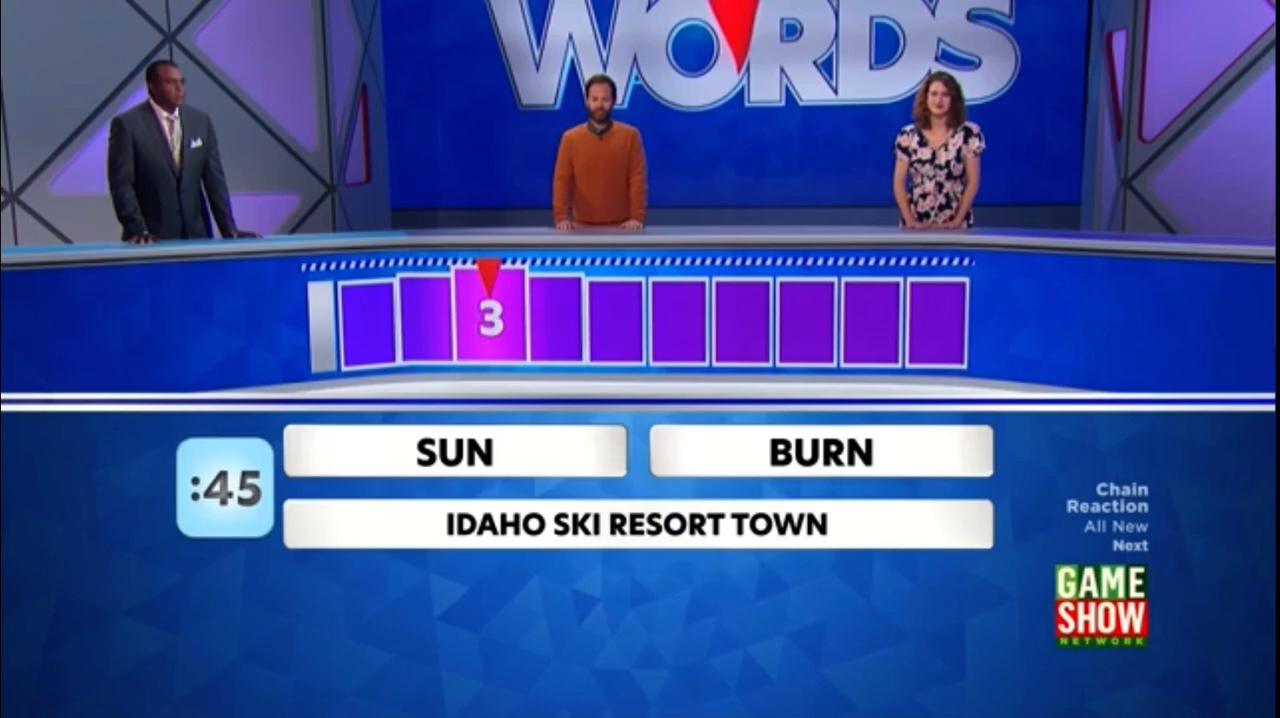 WORDS
3
:45
SUN
BURN
IDAHO SKI RESORT TOWN
Chain
Reaction
All New
Next
GAME
SHOW
NETWORK